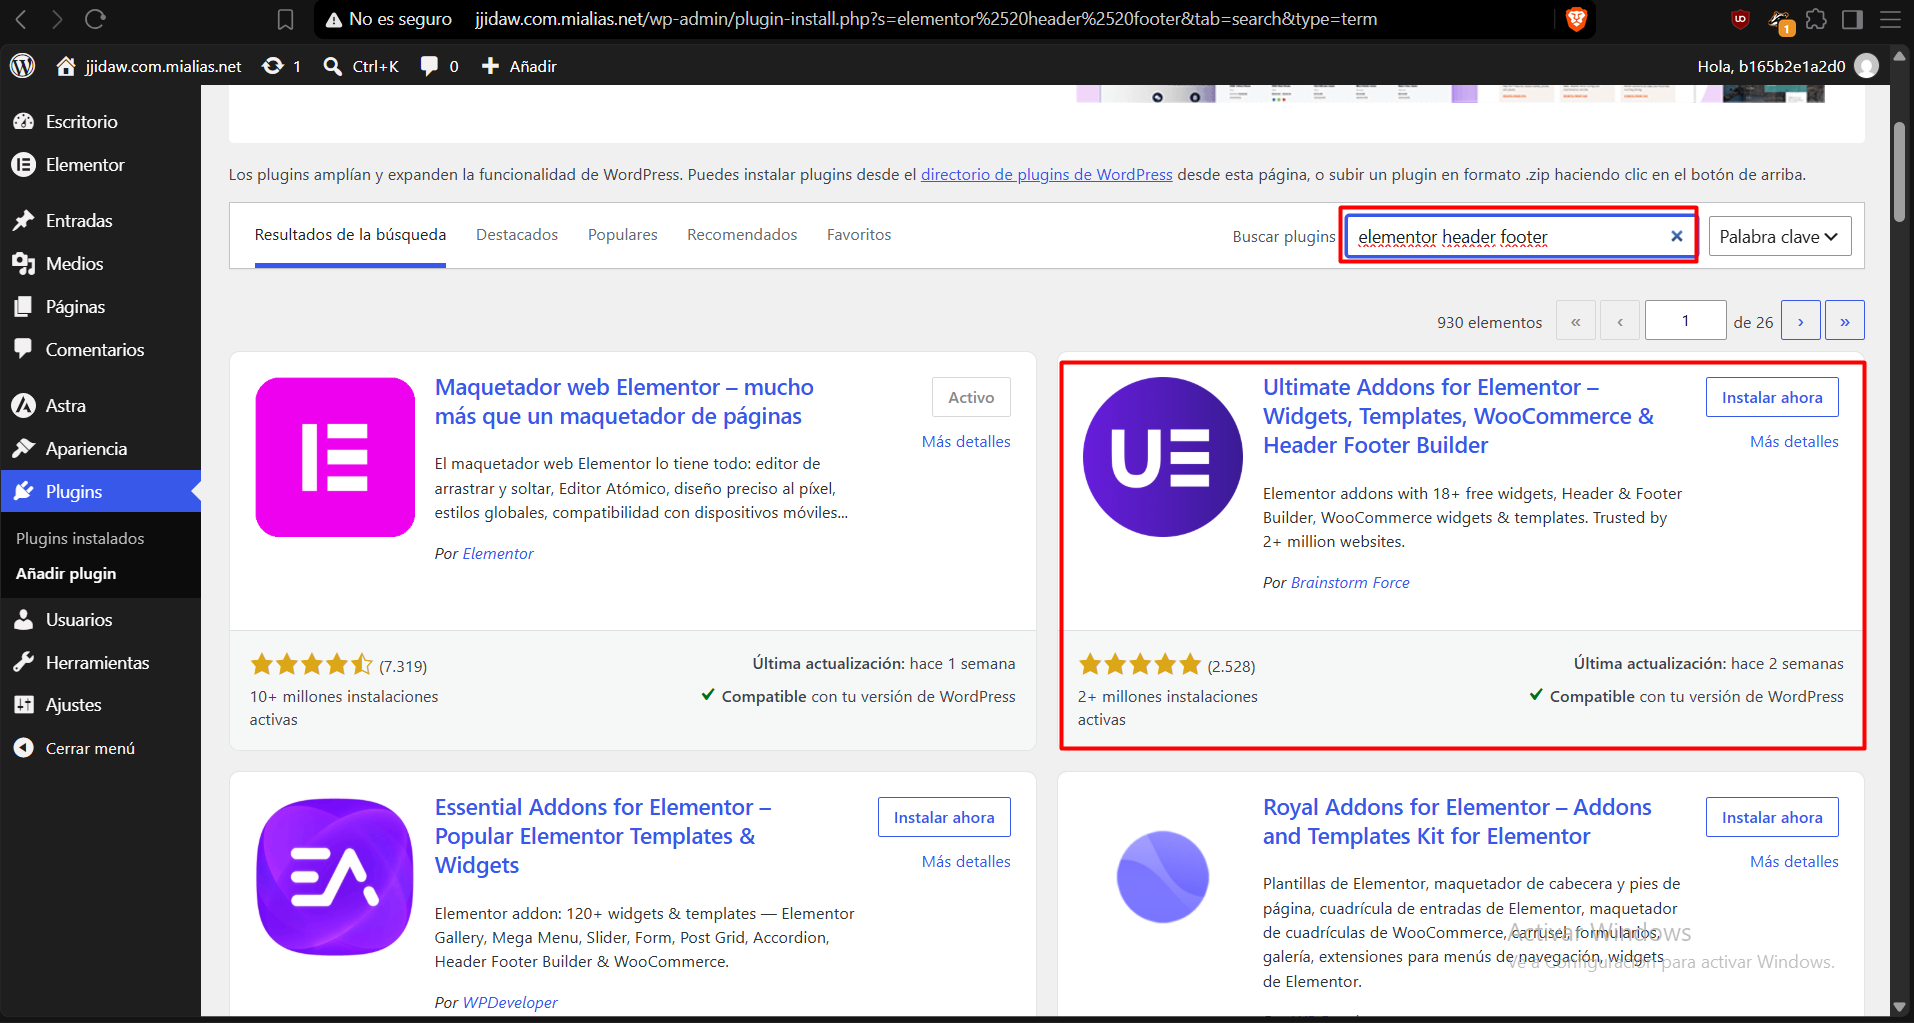 No es seguro jjidaw.com.mialias.net/wp-admin/plugin-install.php?s=elementor%2520header%2520footer&tab=search&type=term
1
jjidaw.com.mialias.net 1 Ctrl+K 0 Añadir
Hola, b165b2e1a2d0
Escritorio
Elementor
Entradas
Medios
Páginas
Comentarios
Astra
Apariencia
Plugins
Plugins instalados
Añadir plugin
Usuarios
Herramientas
Ajustes
Cerrar menú
Los plugins amplían y expanden la funcionalidad de WordPress. Puedes instalar plugins desde el directorio de plugins de WordPress desde esta página, o subir un plugin en formato .zip haciendo clic en el botón de arriba.
Resultados de la búsqueda Destacados Populares Recomendados Favoritos
Buscar plugins elementor header footer Palabra clave
930 elementos « ‹ 1 de 26 › »
Maquetador web Elementor – mucho
más que un maquetador de páginas
Activo
Más detalles
El maquetador web Elementor lo tiene todo: editor de
arrastrar y soltar, Editor Atómico, diseño preciso al píxel,
estilos globales, compatibilidad con dispositivos móviles...
Por Elementor
(7.319)
10+ millones instalaciones
activas
Última actualización: hace 1 semana
Compatible con tu versión de WordPress
UE
Ultimate Addons for Elementor –
Widgets, Templates, WooCommerce &
Header Footer Builder
Instalar ahora
Más detalles
Elementor addons with 18+ free widgets, Header & Footer
Builder, WooCommerce widgets & templates. Trusted by
2+ million websites.
Por Brainstorm Force
(2.528)
2+ millones instalaciones
activas
Última actualización: hace 2 semanas
Compatible con tu versión de WordPress
EA
Essential Addons for Elementor –
Popular Elementor Templates &
Widgets
Instalar ahora
Más detalles
Elementor addon: 120+ widgets & templates — Elementor
Gallery, Mega Menu, Slider, Form, Post Grid, Accordion,
Header Footer Builder & WooCommerce.
Por WPDeveloper
Royal Addons for Elementor – Addons
and Templates Kit for Elementor
Instalar ahora
Más detalles
Plantillas de Elementor, maquetador de cabecera y pies de
página, cuadrícula de entradas de Elementor, maquetador
de cuadrículas de WooCommerce, carrusel, formularios,
galería, extensiones para menús de navegación, widgets
de Elementor.
Activar Windows
Ve a Configuración para activar Windows.